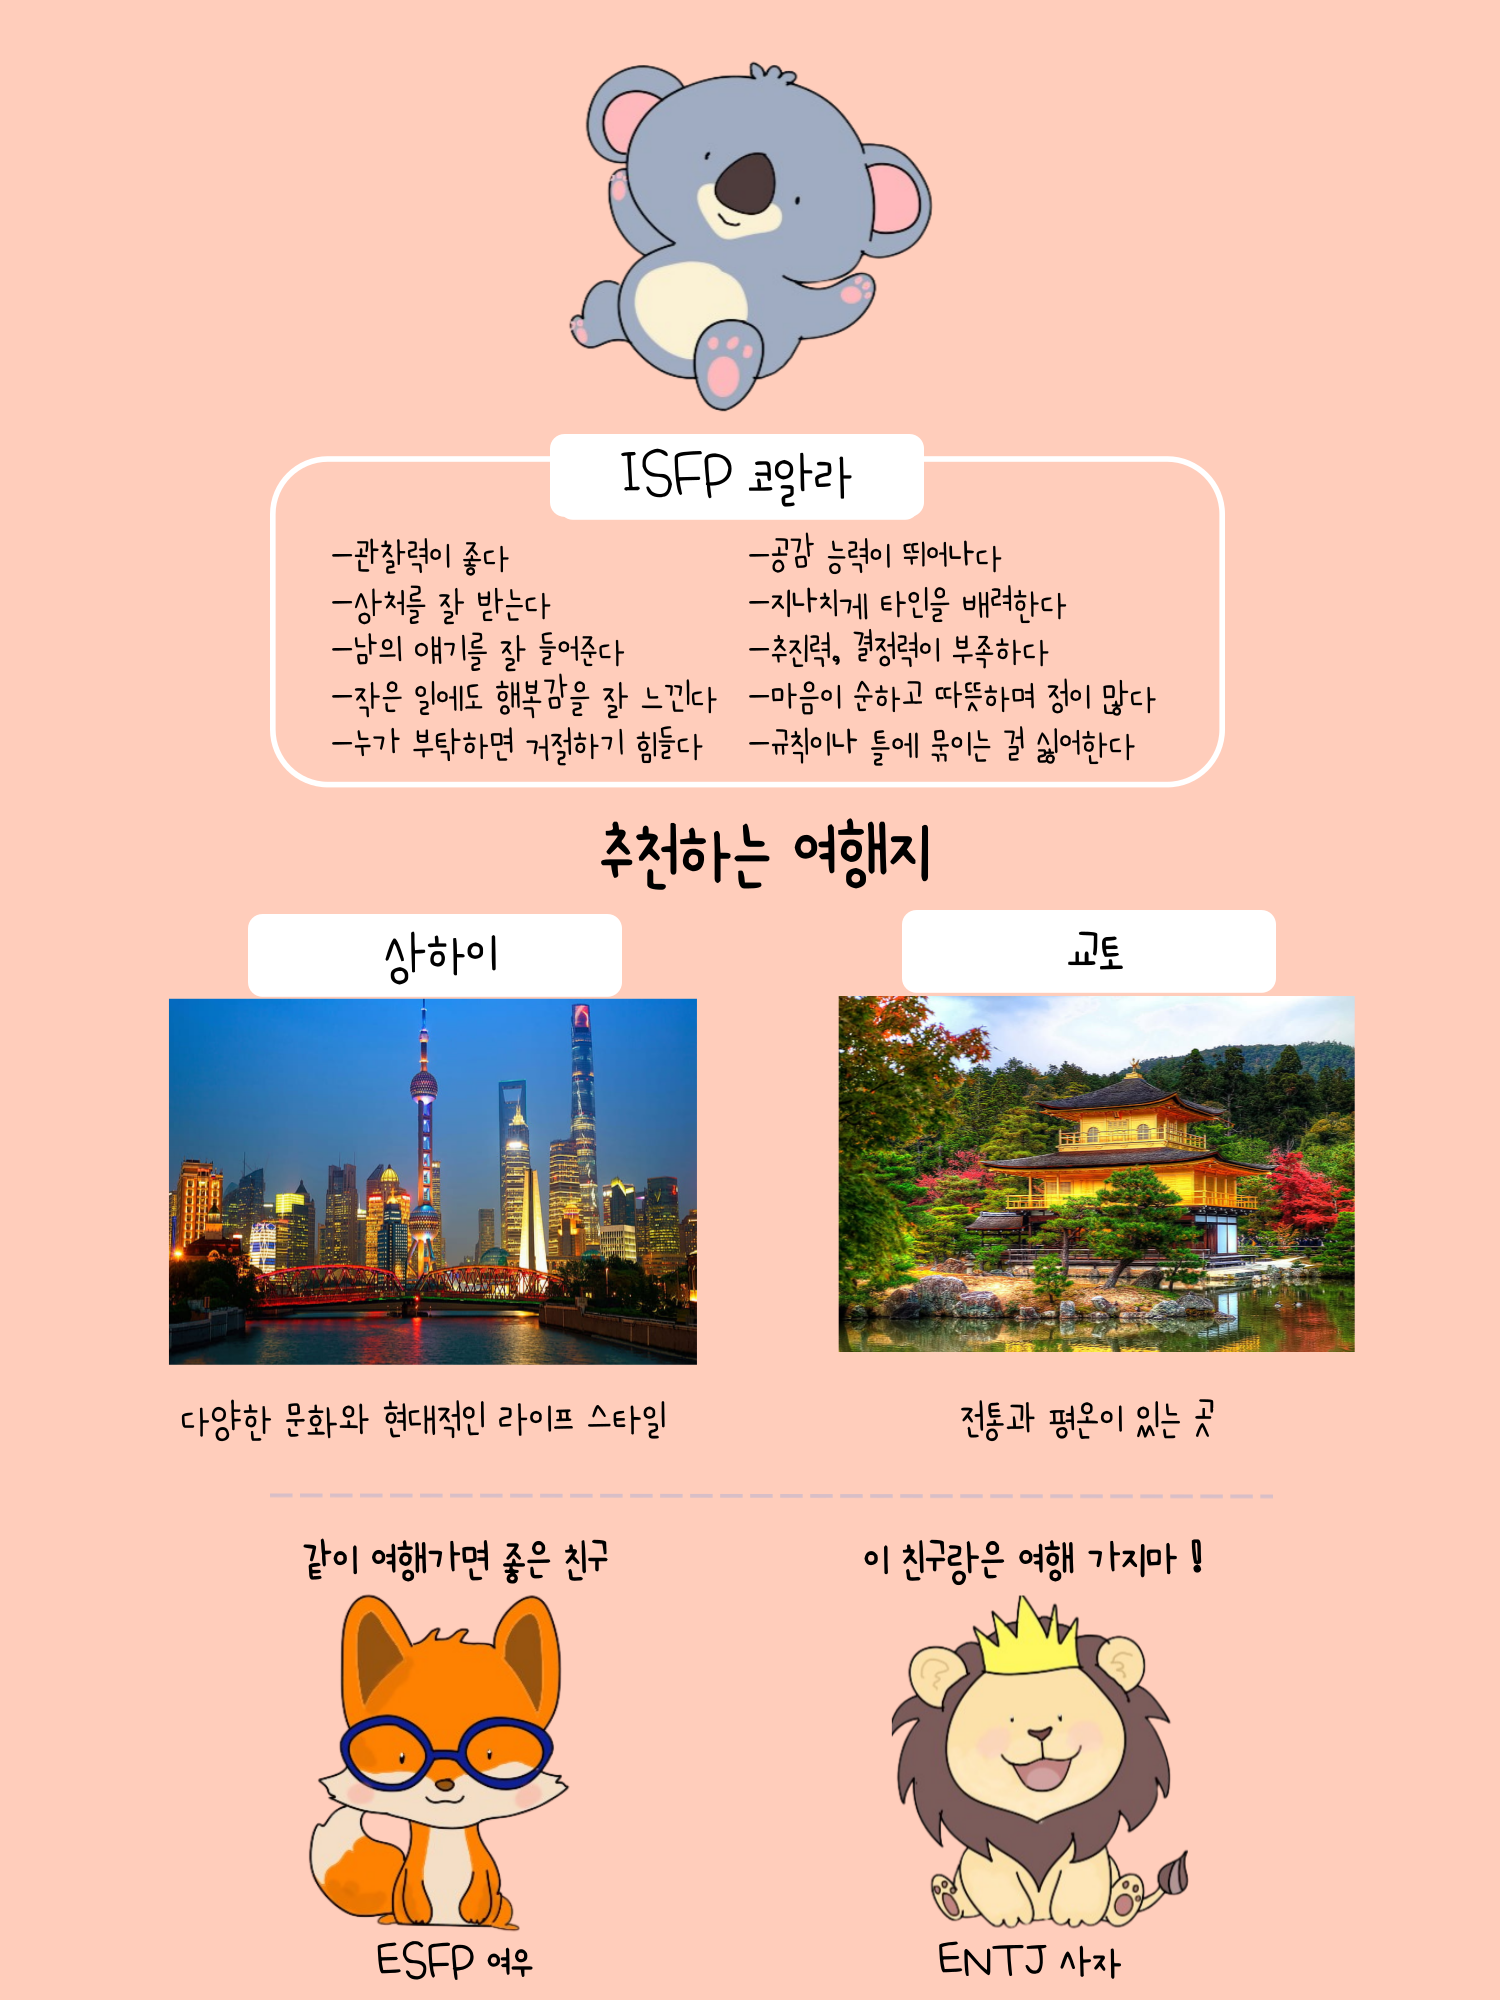 ISFP 코알라
-관찰력이 좋다
-상처를 잘 받는다
-남의 얘기를 잘 들어준다
-작은 일에도 행복감을 잘 느낀다
-누가 부탁하면 거절하기 힘들다
-공감 능력이 뛰어나다
-지나치게 타인을 배려한다
-추진력, 결정력이 부족하다
-마음이 순하고 따뜻하며 정이 많다
-규칙이나 틀에 묶이는 걸 싫어한다
추천하는 여행지
상하이
교토
다양한 문화와 현대적인 라이프 스타일
전통과 평온이 있는 곳
같이 여행가면 좋은 친구
이 친구랑은 여행 가지마 !
ESFP 여우
ENTJ 사자